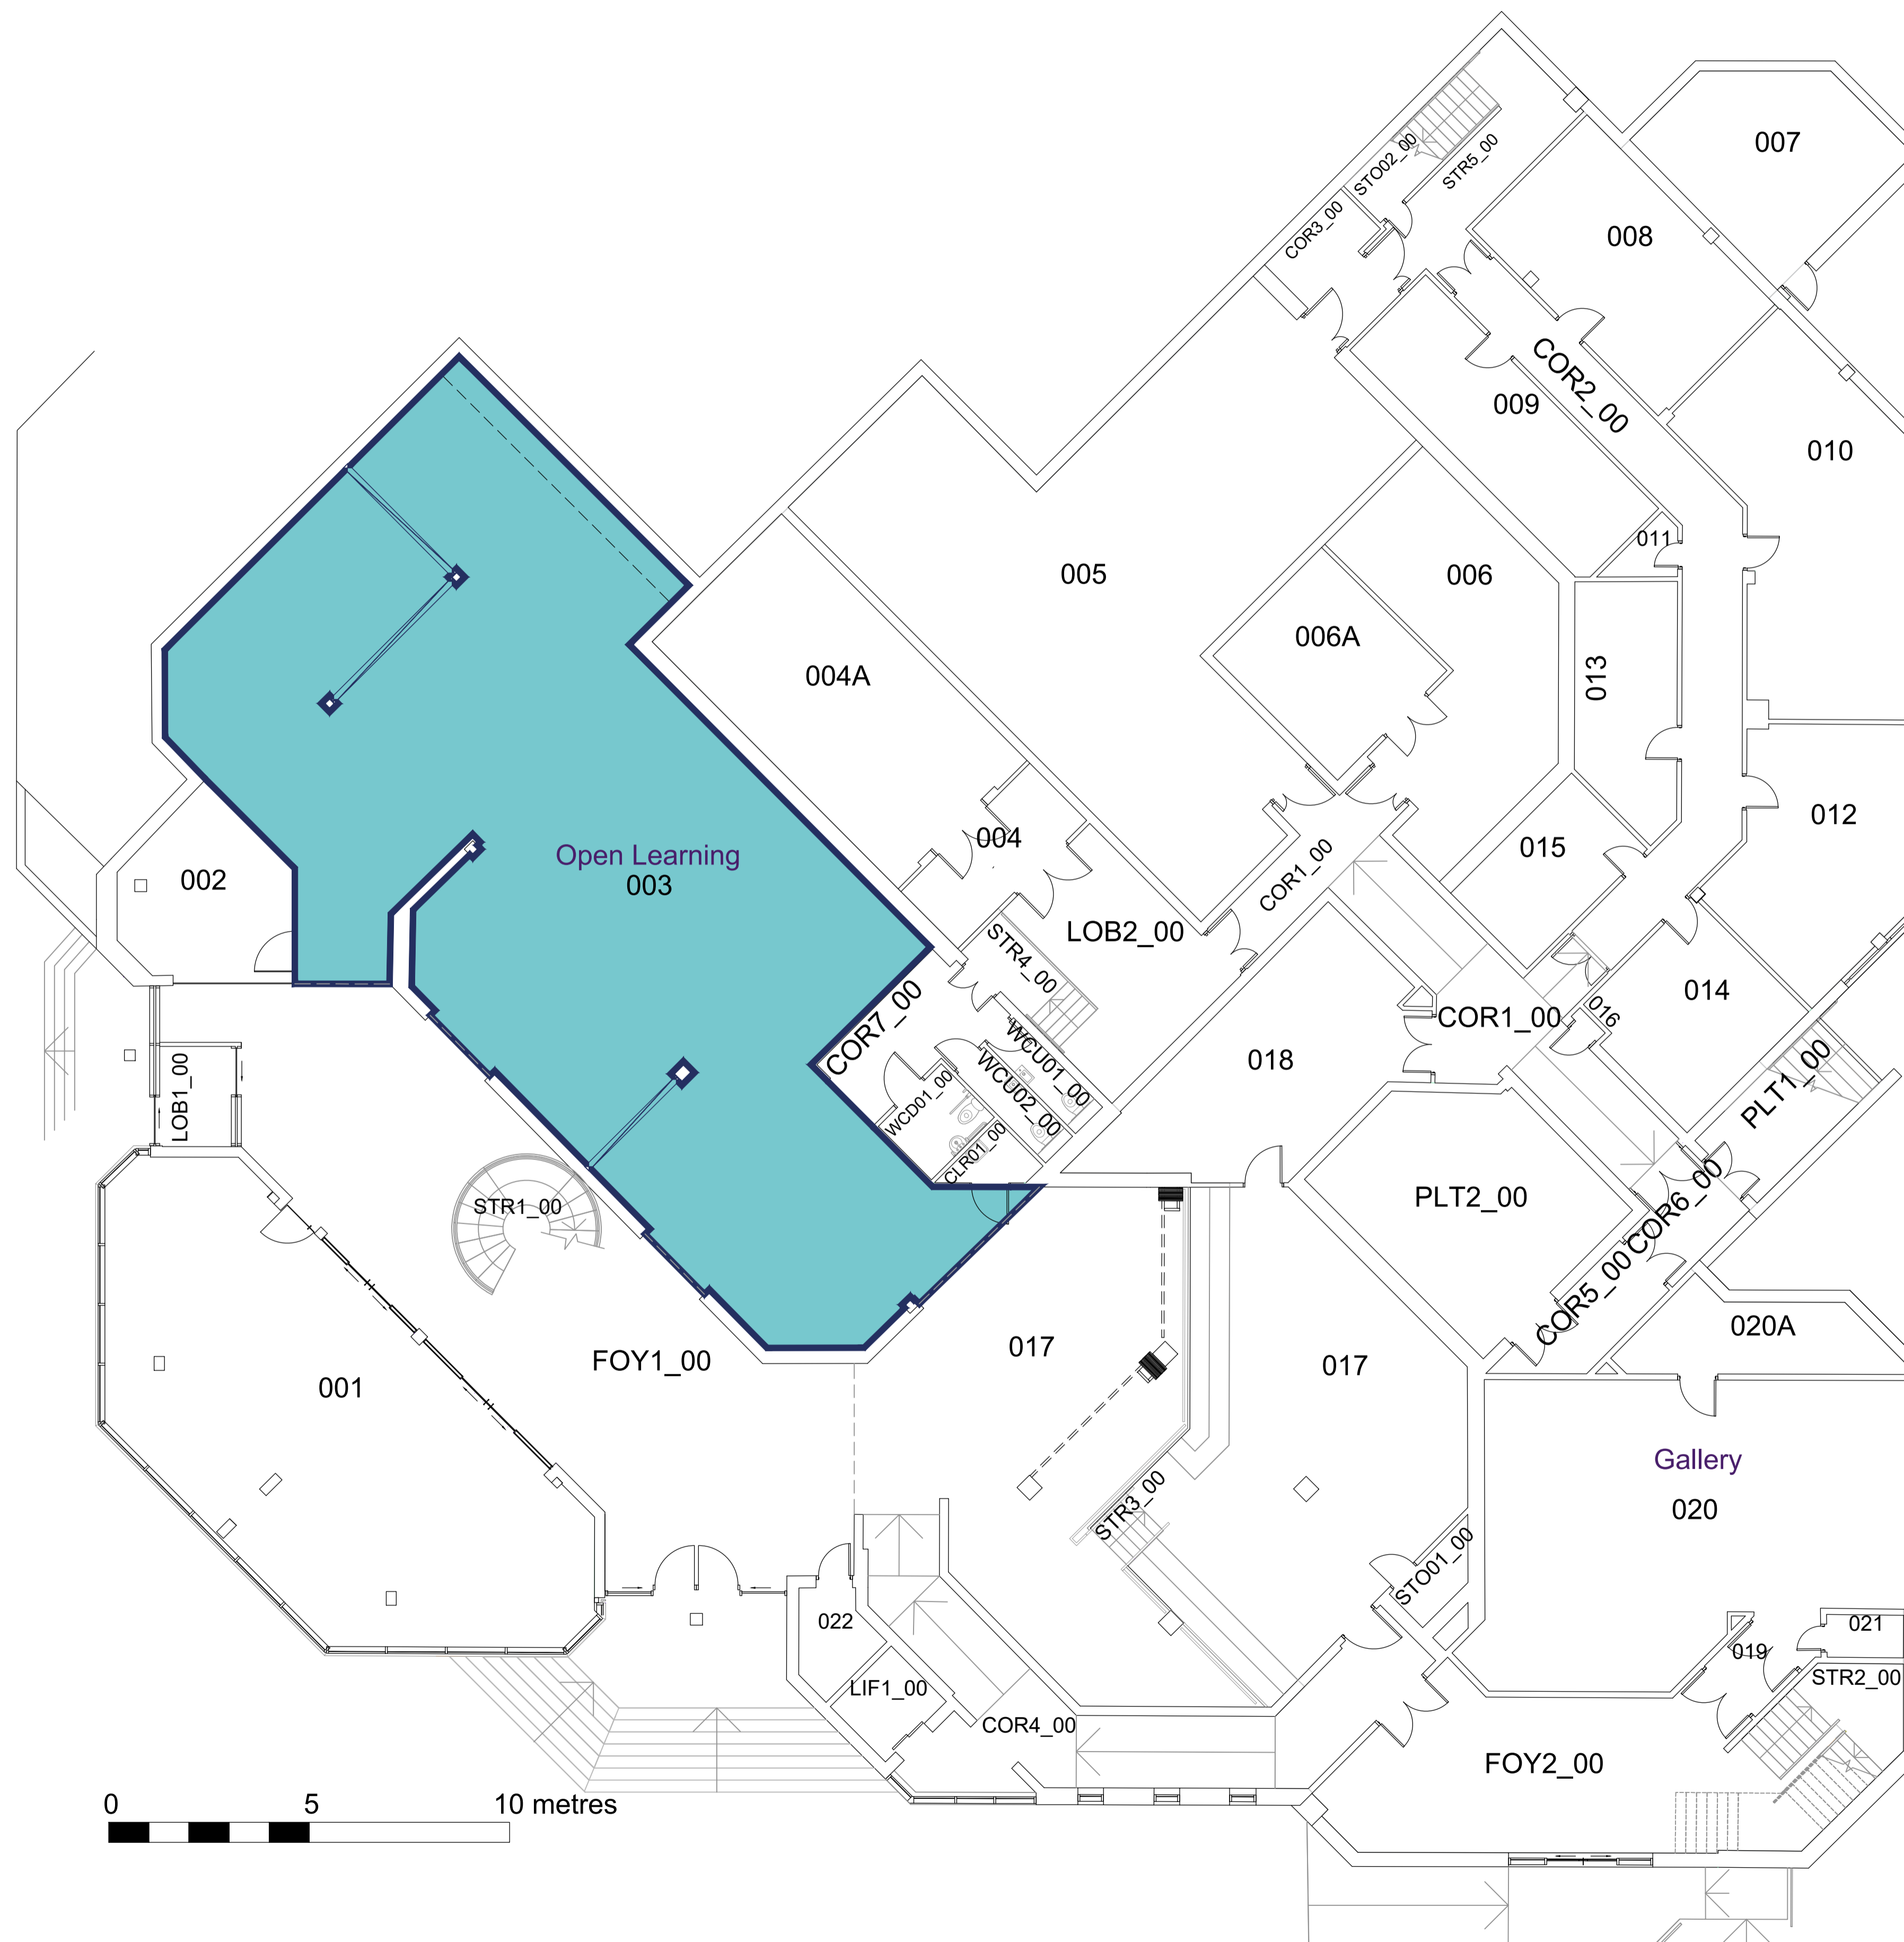 007
STO02_00
STR5_00
COR3_00
008
COR2_00
009
010
011
005
006
006A
013
004A
Open Learning
003
002
004
015
012
COR1_00
LOB2_00
STR4_00
COR7_00
014
016
COR1_00
018
WCU01_00
WCU02_00
WCD01_00
CLR01_00
PLT1_00
LOB1_00
STR1_00
PLT2_00
COR6_00
COR5_00
020A
FOY1_00
017
017
001
Gallery
020
STR3_00
STO01_00
022
019
021
STR2_00
LIF1_00
COR4_00
FOY2_00
0 5 10 metres